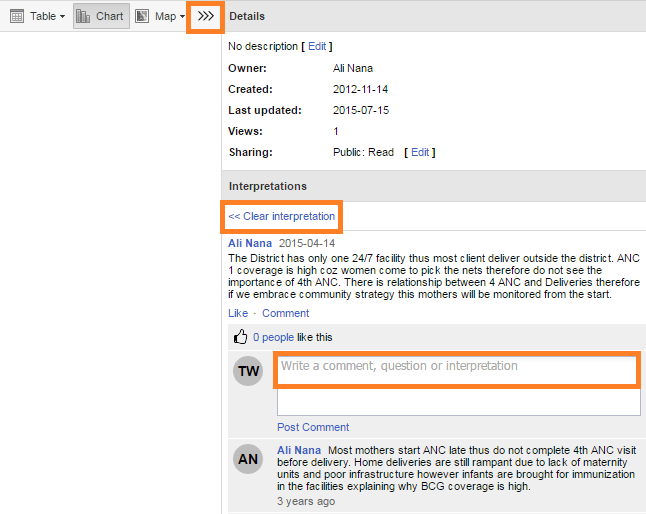 Table Chart Map >>> Details
No description [ Edit ]
Owner: Ali Nana
Created: 2012-11-14
Last updated: 2015-07-15
Views: 1
Sharing: Public: Read [ Edit ]
Interpretations
<< Clear interpretation
Ali Nana 2015-04-14
The District has only one 24/7 facility thus most client deliver outside the district. ANC
1 coverage is high coz women come to pick the nets therefore do not see the
importance of 4th ANC. There is relationship between 4 ANC and Deliveries therefore
if we embrace community strategy this mothers will be monitored from the start.
Like · Comment
0 people like this
TW Write a comment, question or interpretation
Post Comment
AN Ali Nana Most mothers start ANC late thus do not complete 4th ANC visit
before delivery. Home deliveries are still rampant due to lack of maternity
units and poor infrastructure however infants are brought for immunization
in the facilities explaining why BCG coverage is high.
3 years ago